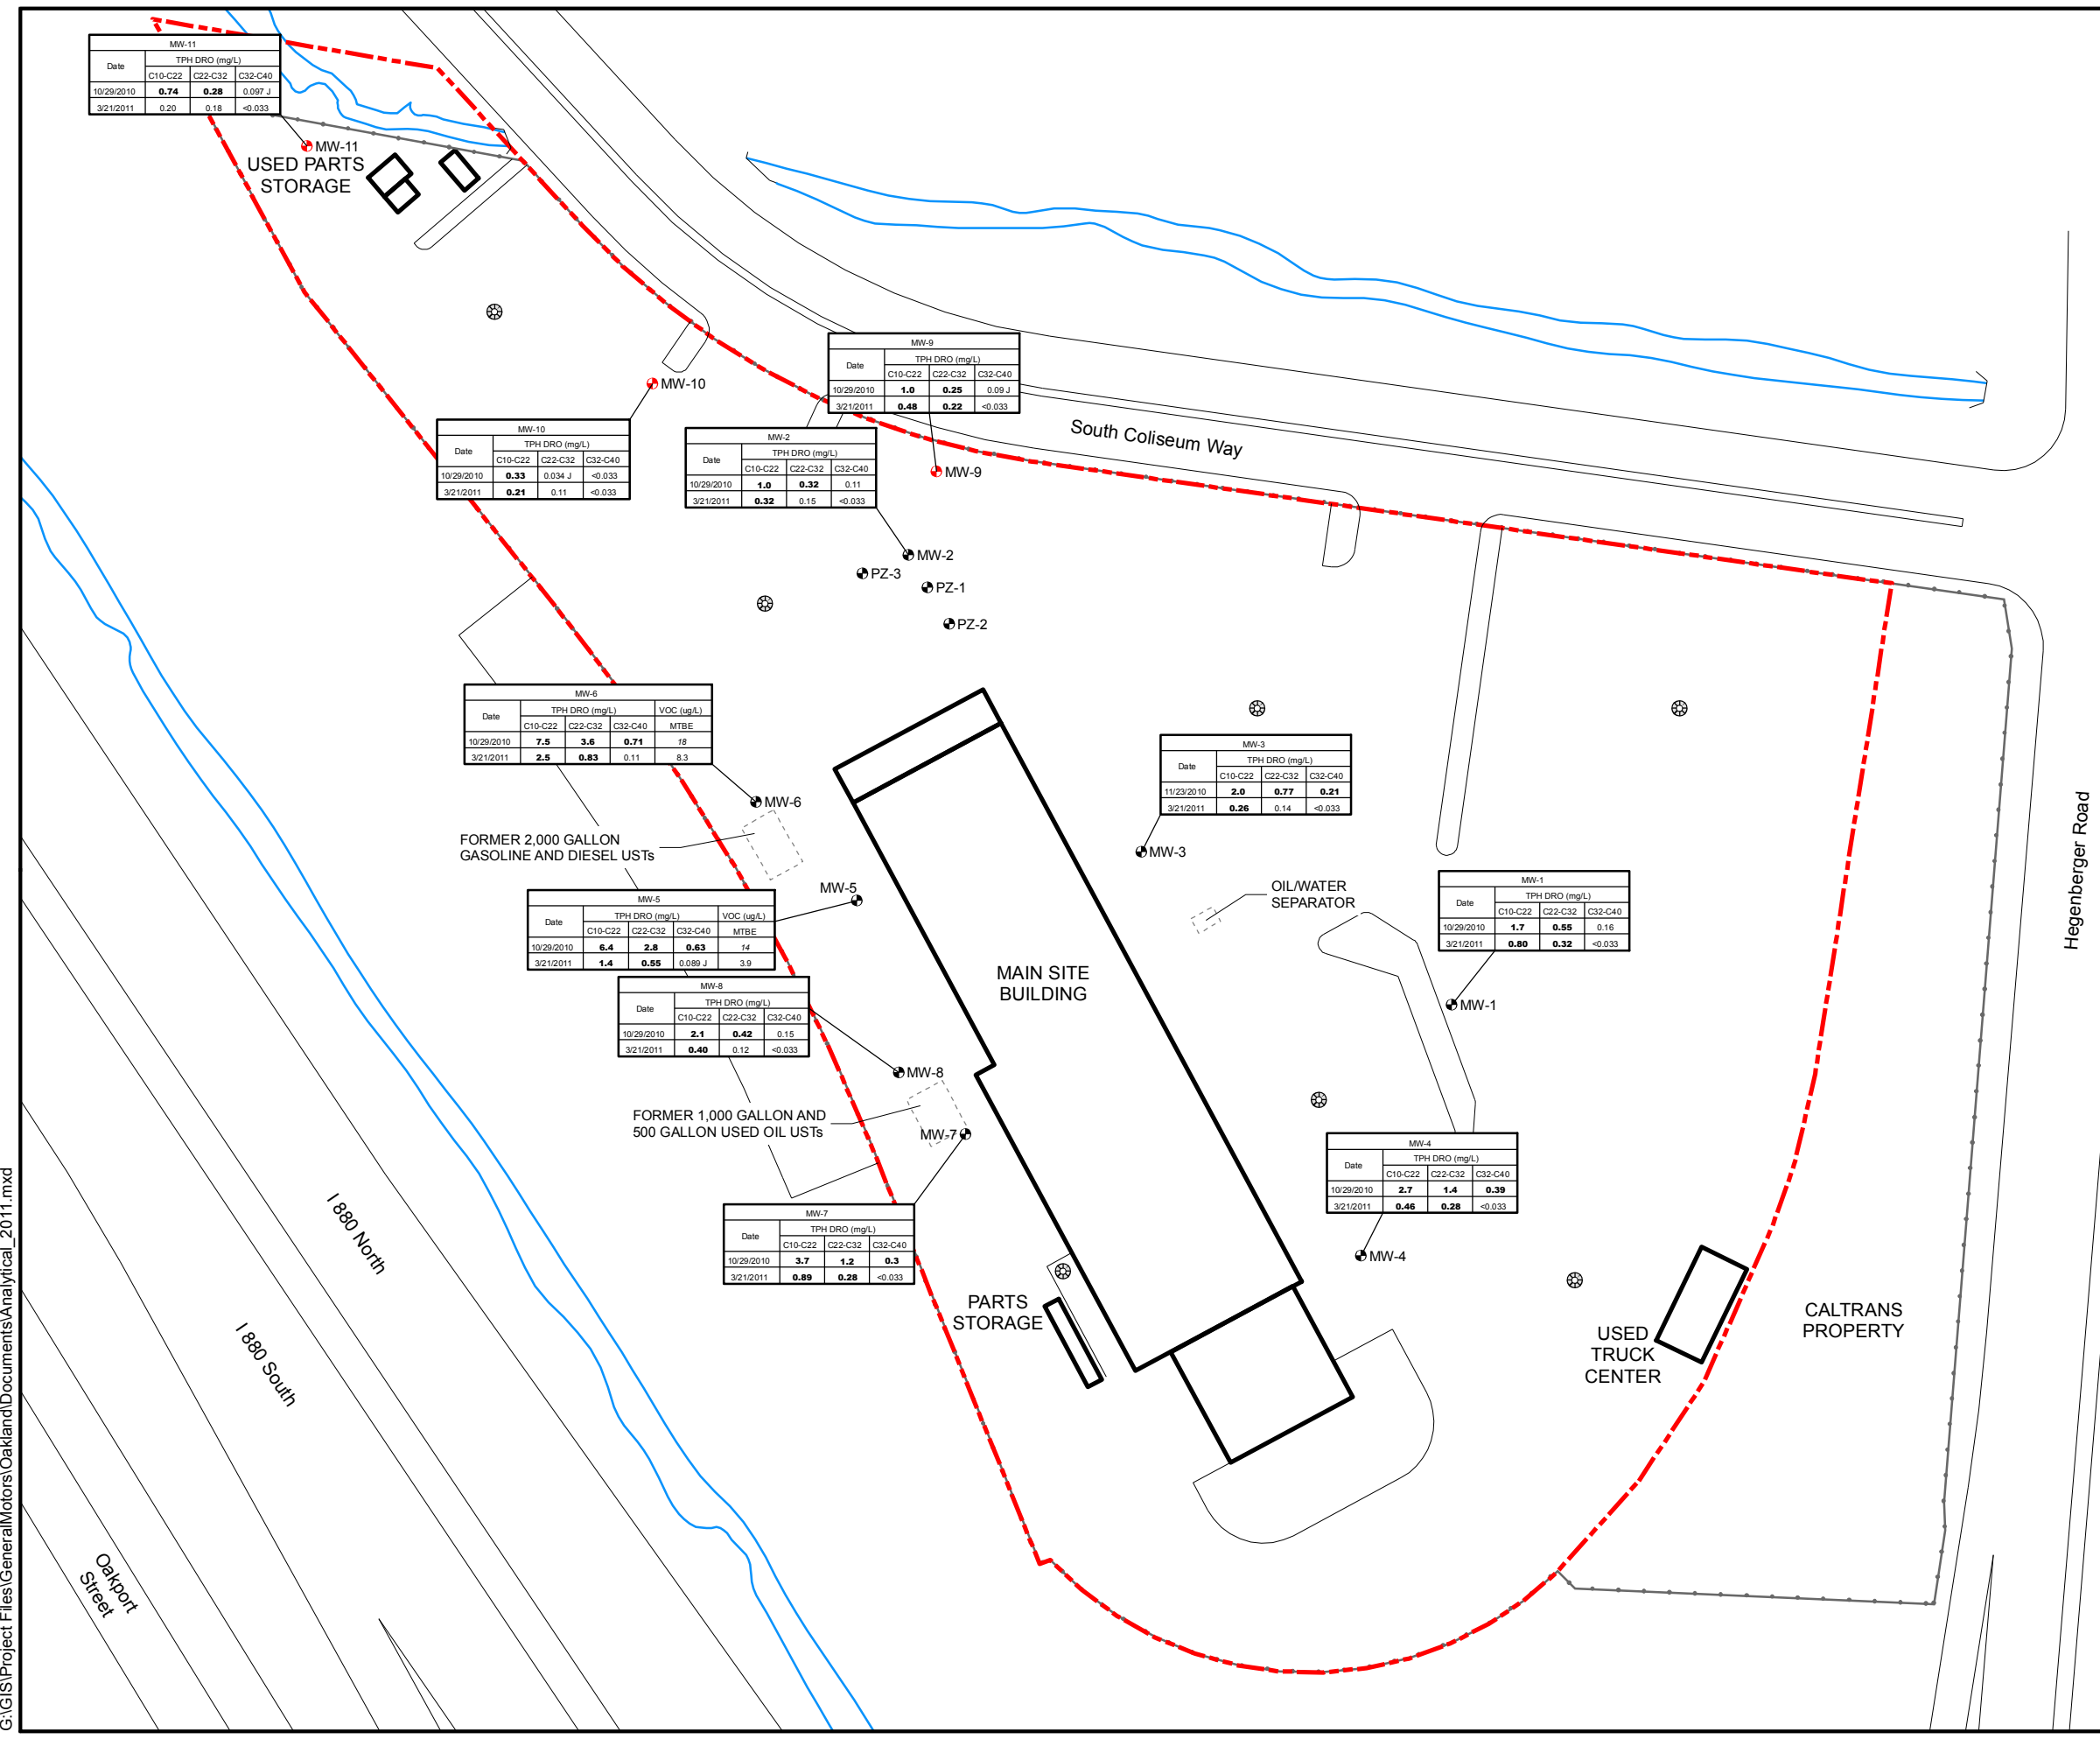 MW-11
Date TPH DRO (mg/L)
C10-C22 C22-C32 C32-C40
10/29/2010 0.74 0.28 0.097 J
3/21/2011 0.20 0.18 <0.033
MW-11
USED PARTS
STORAGE
MW-10
MW-9
Date TPH DRO (mg/L)
C10-C22 C22-C32 C32-C40
10/29/2010 1.0 0.25 0.09 J
3/21/2011 0.48 0.22 <0.033
MW-10
Date TPH DRO (mg/L)
C10-C22 C22-C32 C32-C40
10/29/2010 0.33 0.034 J <0.033
3/21/2011 0.21 0.11 <0.033
MW-2
Date TPH DRO (mg/L)
C10-C22 C22-C32 C32-C40
10/29/2010 1.0 0.32 0.11
3/21/2011 0.32 0.15 <0.033
South Coliseum Way
MW-9
MW-2
PZ-3
PZ-1
PZ-2
MW-6
Date TPH DRO (mg/L) VOC (ug/L)
C10-C22 C22-C32 C32-C40 MTBE
10/29/2010 7.5 3.6 0.71 18
3/21/2011 2.5 0.83 0.11 8.3
MW-6
MW-3
Date TPH DRO (mg/L)
C10-C22 C22-C32 C32-C40
11/23/2010 2.0 0.77 0.21
3/21/2011 0.26 0.14 <0.033
MW-3
FORMER 2,000 GALLON
GASOLINE AND DIESEL USTs
MW-5
MW-5
Date TPH DRO (mg/L) VOC (ug/L)
C10-C22 C22-C32 C32-C40 MTBE
10/29/2010 6.4 2.8 0.63 14
3/21/2011 1.4 0.55 0.089 J 3.9
OIL/WATER
SEPARATOR
MW-1
Date TPH DRO (mg/L)
C10-C22 C22-C32 C32-C40
10/29/2010 1.7 0.55 0.16
3/21/2011 0.80 0.32 <0.033
MW-1
Hegenberger Road
MAIN SITE
BUILDING
MW-8
Date TPH DRO (mg/L)
C10-C22 C22-C32 C32-C40
10/29/2010 2.1 0.42 0.15
3/21/2011 0.40 0.12 <0.033
MW-8
FORMER 1,000 GALLON AND
500 GALLON USED OIL USTs
MW-7
MW-4
Date TPH DRO (mg/L)
C10-C22 C22-C32 C32-C40
10/29/2010 2.7 1.4 0.39
3/21/2011 0.46 0.28 <0.033
MW-4
MW-7
Date TPH DRO (mg/L)
C10-C22 C22-C32 C32-C40
10/29/2010 3.7 1.2 0.3
3/21/2011 0.89 0.28 <0.033
PARTS
STORAGE
USED
TRUCK
CENTER
CALTRANS
PROPERTY
I 880 North
I 880 South
Oakport
Street
G:\GIS\Project Files\GeneralMotors\Oakland\Documents\Analytical_2011.mxd